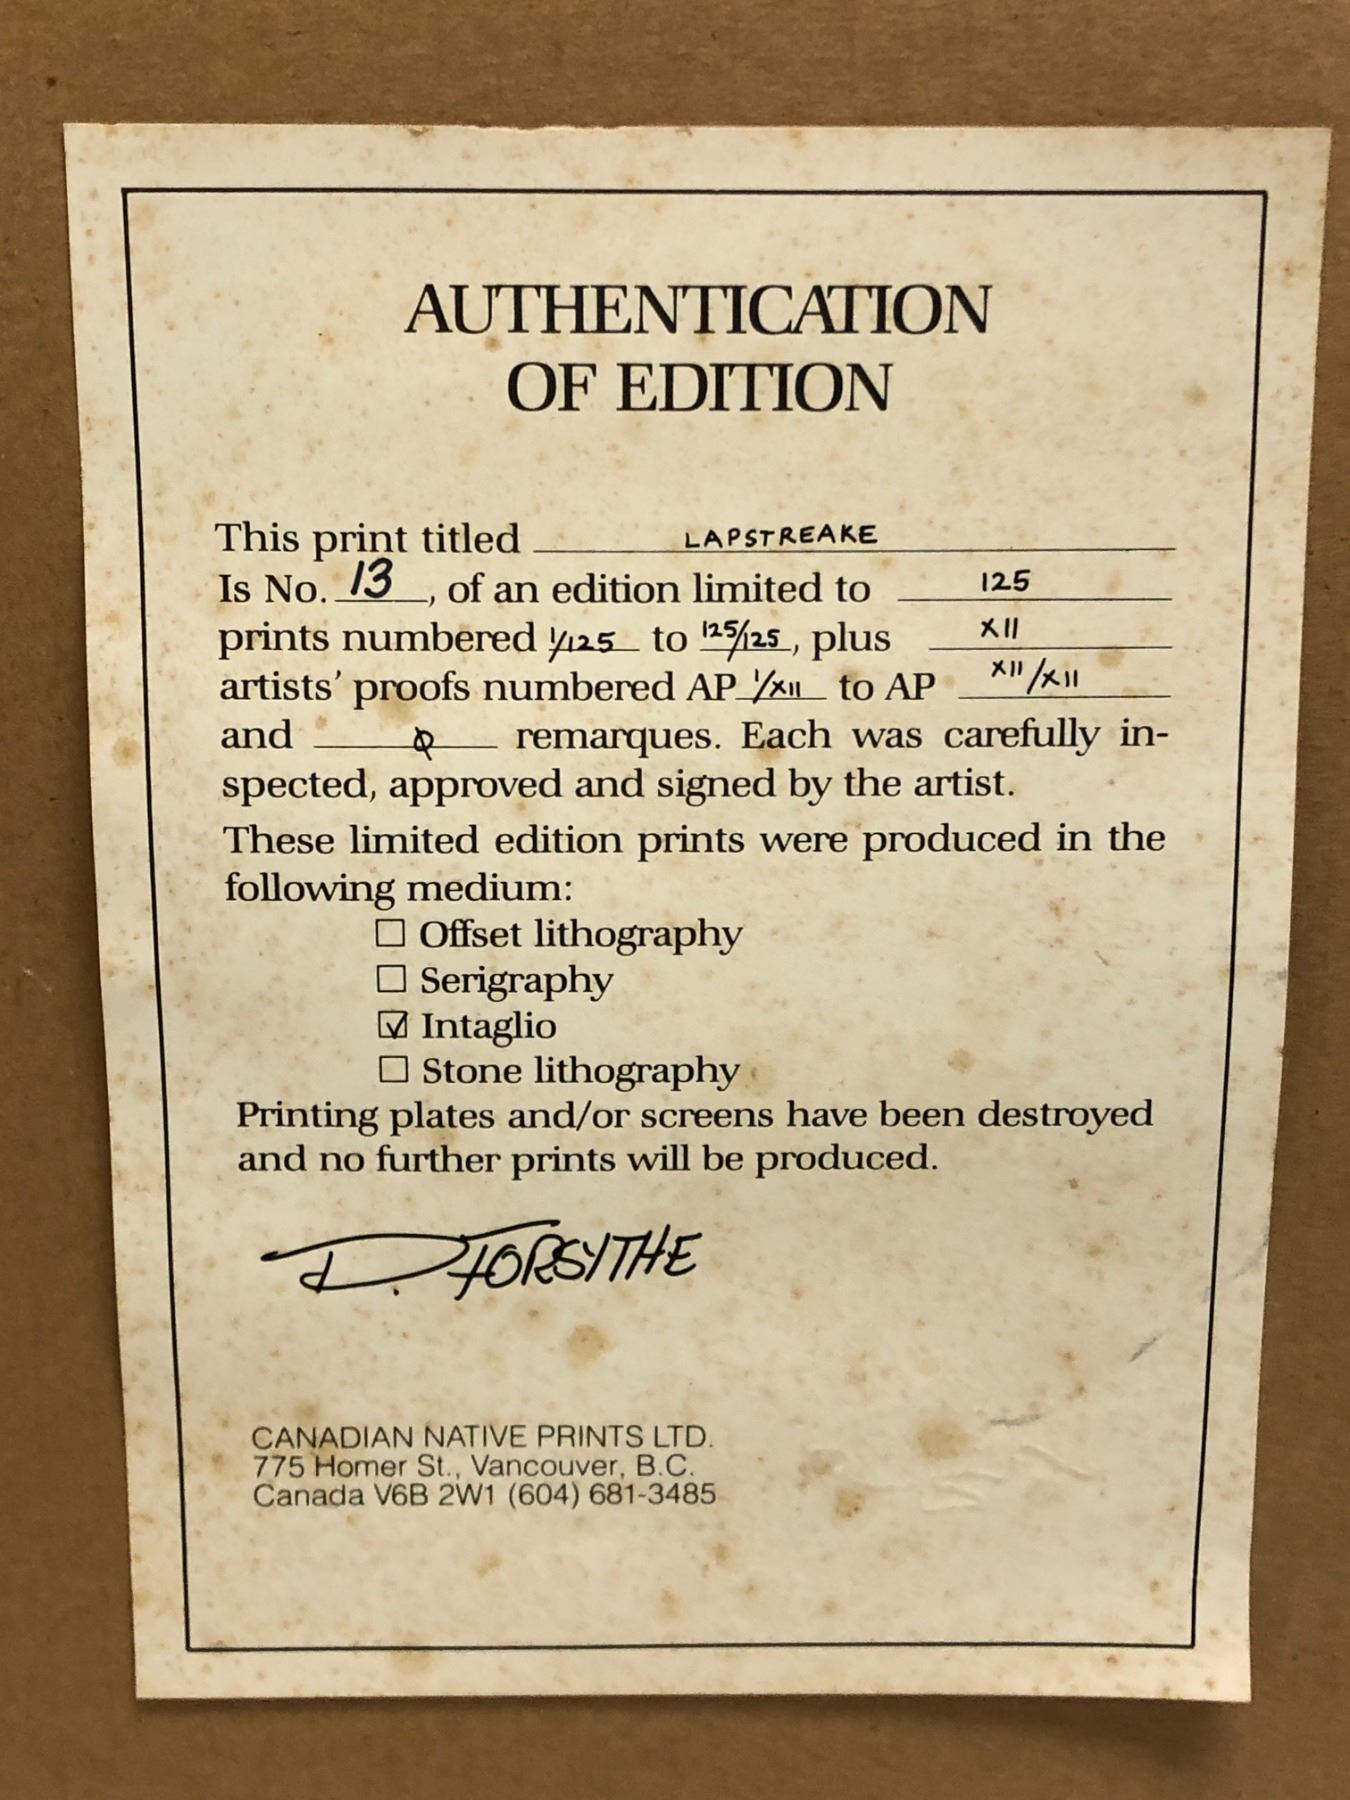 AUTHENTICATION
OF EDITION
This print titled LAPSTREAKE
Is No. 13, of an edition limited to 125
prints numbered 1/125 to 125/125, plus XII
artists' proofs numbered AP 1/XII to AP XII/XII
and Ø remarques. Each was carefully in-
spected, approved and signed by the artist.
These limited edition prints were produced in the
following medium:
☐ Offset lithography
☐ Serigraphy
☑ Intaglio
☐ Stone lithography
Printing plates and/or screens have been destroyed
and no further prints will be produced.
D. FORSYTHE
CANADIAN NATIVE PRINTS LTD.
775 Homer St., Vancouver, B.C.
Canada V6B 2W1 (604) 681-3485